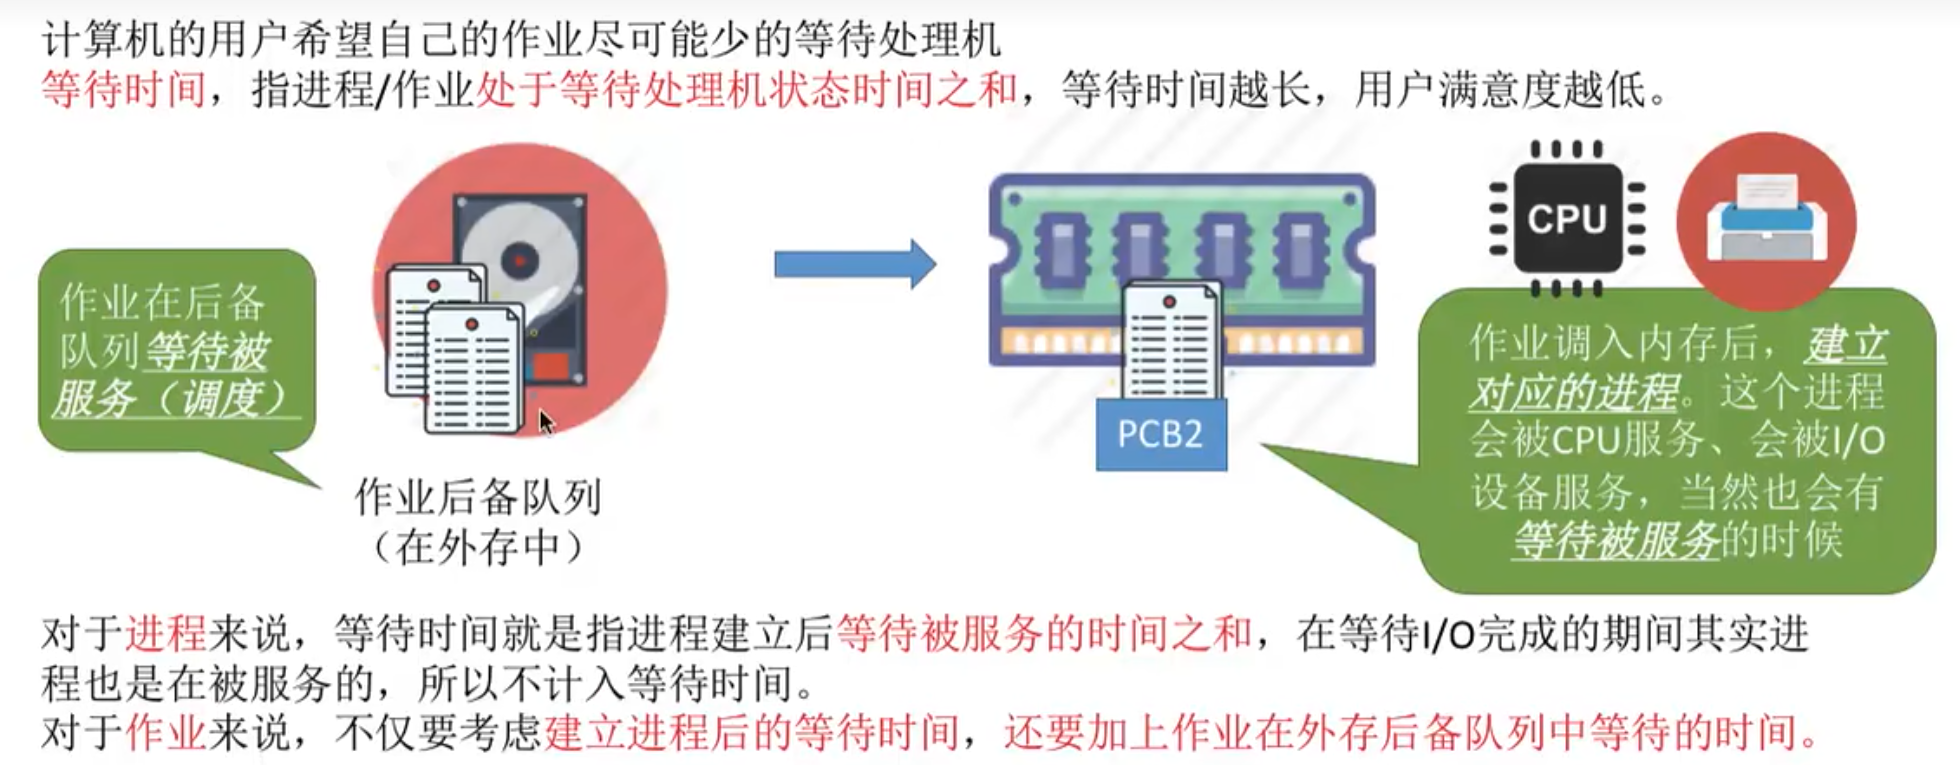 计算机的用户希望自己的作业尽可能少的等待处理机
等待时间，指进程/作业处于等待处理机状态时间之和，等待时间越长，用户满意度越低。
作业在后备
队列等待被
服务（调度）
作业后备队列
（在外存中）
PCB2
CPU
作业调入内存后，建立
对应的进程。这个进程
会被CPU服务、会被I/O
设备服务，当然也会有
等待被服务的时候
对于进程来说，等待时间就是指进程建立后等待被服务的时间之和，在等待I/O完成的期间其实进
程也是在被服务的，所以不计入等待时间。
对于作业来说，不仅要考虑建立进程后的等待时间，还要加上作业在外存后备队列中等待的时间。